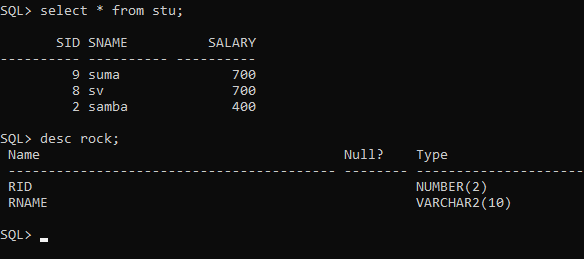 SQL> select * from stu;
       SID SNAME          SALARY
---------- ---------- ----------
         9 suma              700
         8 sv                700
         2 samba             400
SQL> desc rock;
 Name                                      Null?    Type
 ----------------------------------------- -------- ----------------------
 RID                                                NUMBER(2)
 RNAME                                              VARCHAR2(10)
SQL>